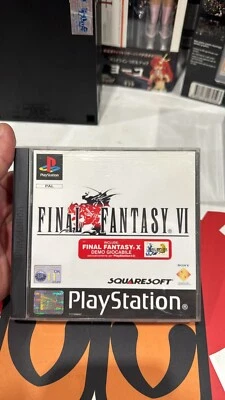 PlayStation
PAL
FINAL FANTASY VI
INCLUDE
FINAL FANTASY-X
DEMO GIOCABILE
SQUARESOFT
PlayStation